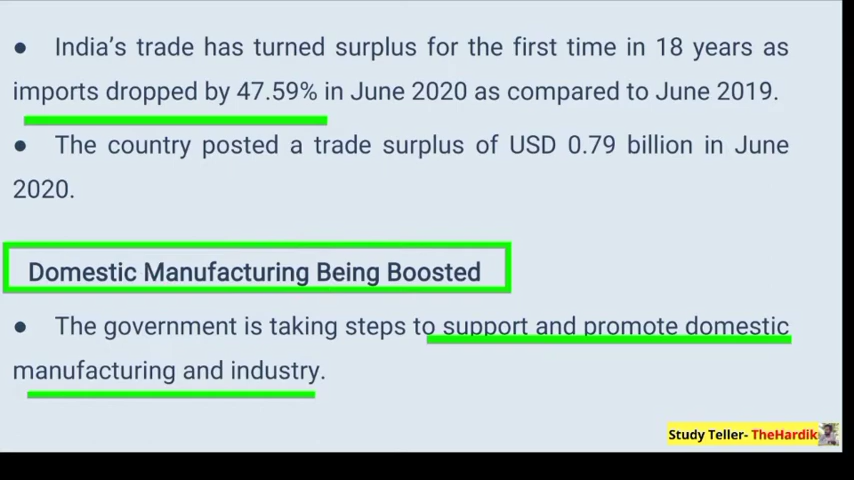 ● India’s trade has turned surplus for the first time in 18 years as
imports dropped by 47.59% in June 2020 as compared to June 2019.
● The country posted a trade surplus of USD 0.79 billion in June
2020.
Domestic Manufacturing Being Boosted
● The government is taking steps to support and promote domestic
manufacturing and industry.
Study Teller- TheHardik